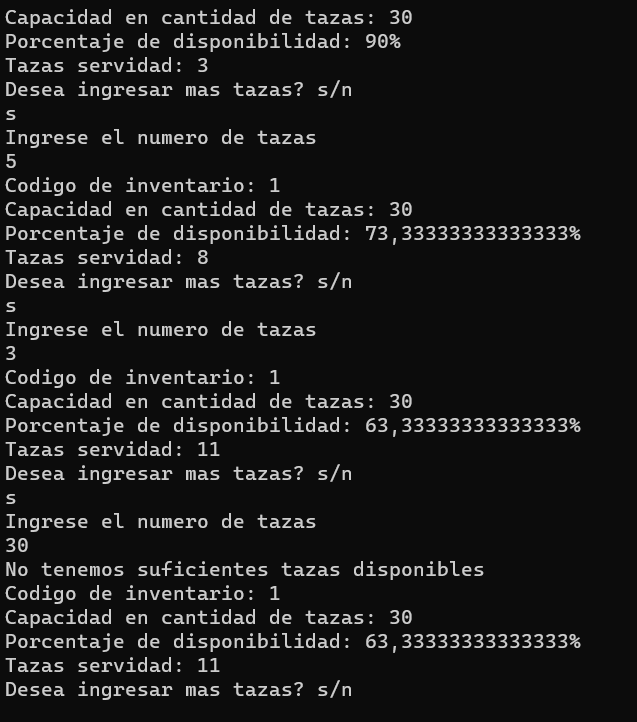 Capacidad en cantidad de tazas: 30
Porcentaje de disponibilidad: 90%
Tazas servidad: 3
Desea ingresar mas tazas? s/n
s
Ingrese el numero de tazas
5
Codigo de inventario: 1
Capacidad en cantidad de tazas: 30
Porcentaje de disponibilidad: 73,33333333333333%
Tazas servidad: 8
Desea ingresar mas tazas? s/n
s
Ingrese el numero de tazas
3
Codigo de inventario: 1
Capacidad en cantidad de tazas: 30
Porcentaje de disponibilidad: 63,33333333333333%
Tazas servidad: 11
Desea ingresar mas tazas? s/n
s
Ingrese el numero de tazas
30
No tenemos suficientes tazas disponibles
Codigo de inventario: 1
Capacidad en cantidad de tazas: 30
Porcentaje de disponibilidad: 63,33333333333333%
Tazas servidad: 11
Desea ingresar mas tazas? s/n